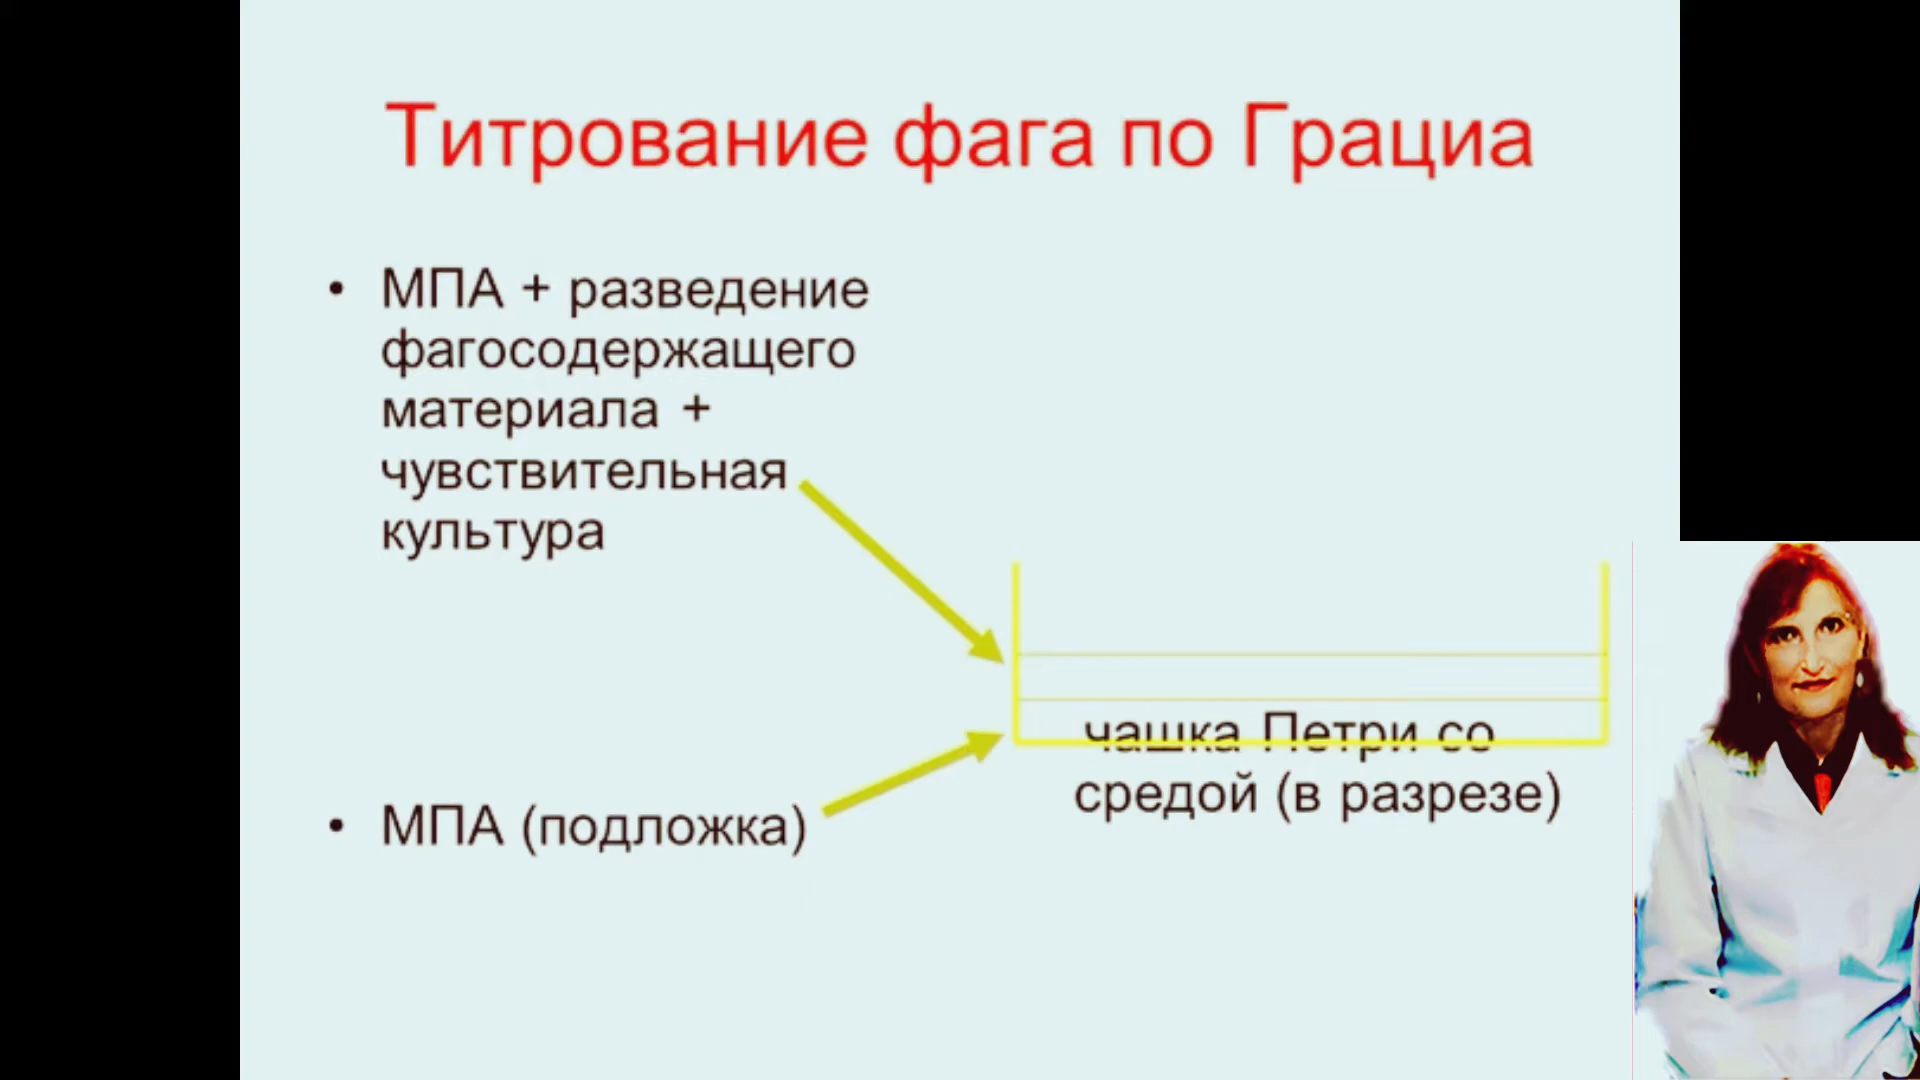 Титрование фага по Грациа
• МПА + разведение
фагосодержащего
материала +
чувствительная
культура
чашка Петри со
средой (в разрезе)
• МПА (подложка)